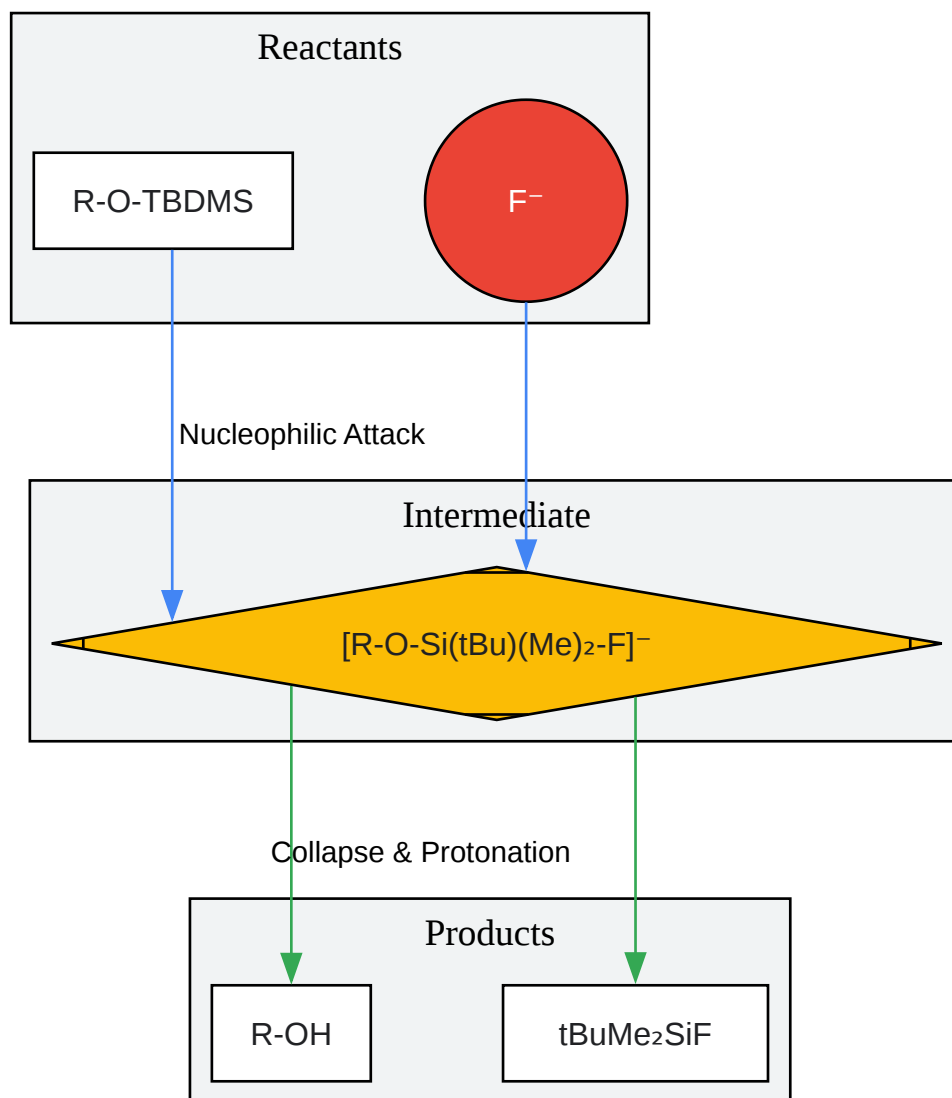 Reactants
R-O-TBDMS
F⁻
Nucleophilic Attack
Intermediate
[R-O-Si(tBu)(Me)₂-F]⁻
Collapse & Protonation
Products
R-OH
tBuMe₂SiF